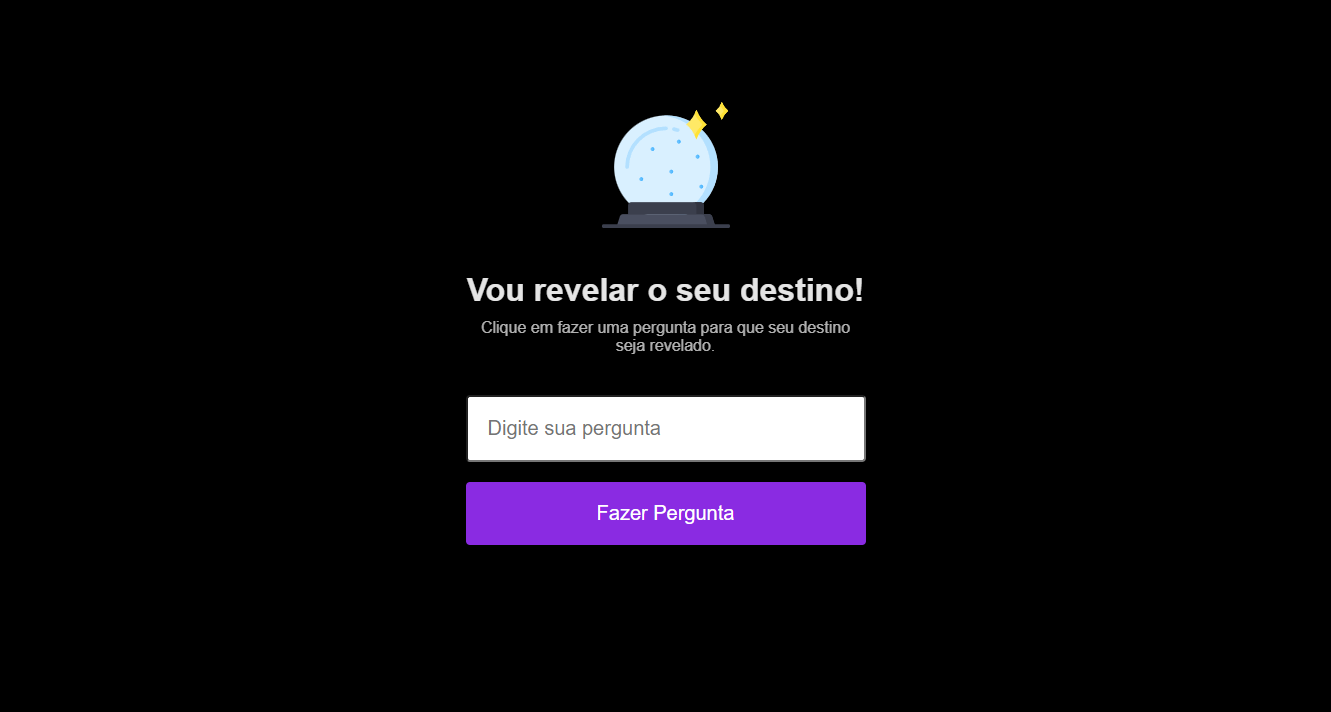 Vou revelar o seu destino!
Clique em fazer uma pergunta para que seu destino
seja revelado.
Digite sua pergunta
Fazer Pergunta